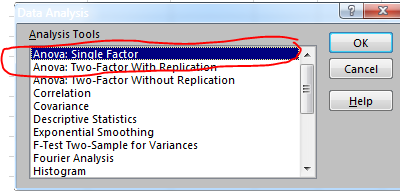 Data Analysis
Analysis Tools
Anova: Single Factor
Anova: Two-Factor With Replication
Anova: Two-Factor Without Replication
Correlation
Covariance
Descriptive Statistics
Exponential Smoothing
F-Test Two-Sample for Variances
Fourier Analysis
Histogram
OK
Cancel
Help